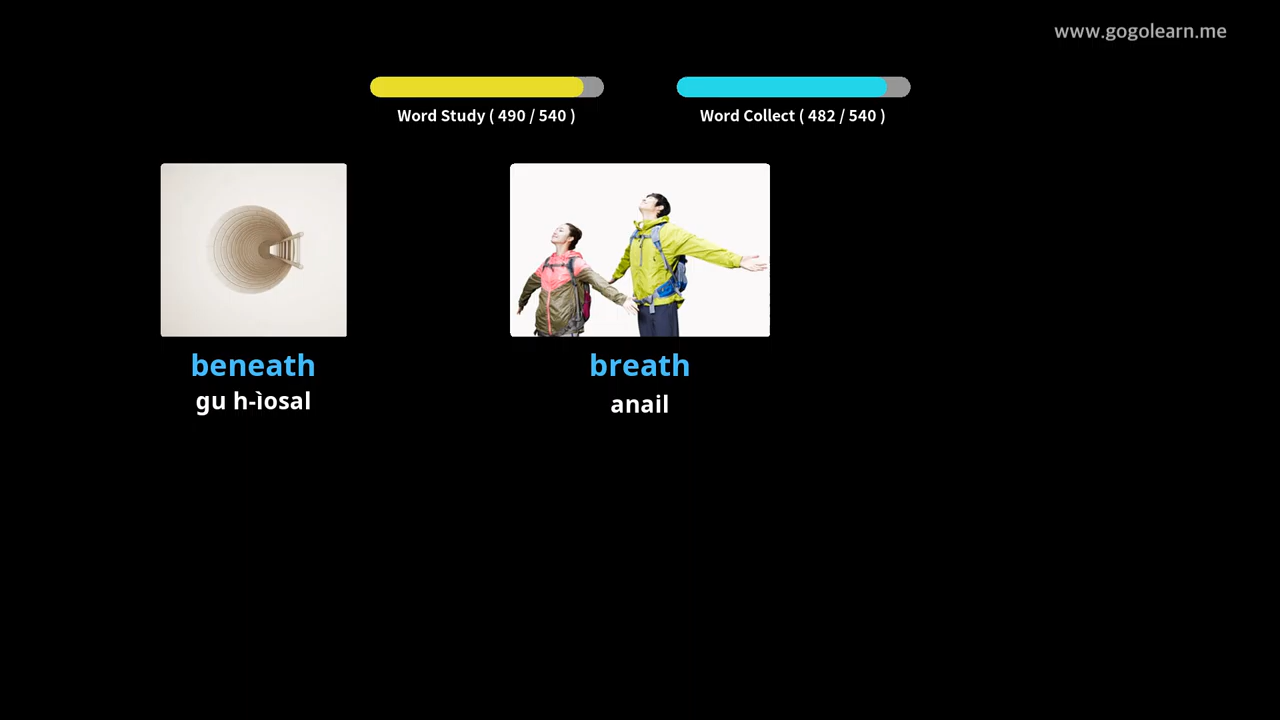 www.gogolearn.me
Word Study ( 490 / 540 )
Word Collect ( 482 / 540 )
beneath
gu h-ìosal
breath
anail